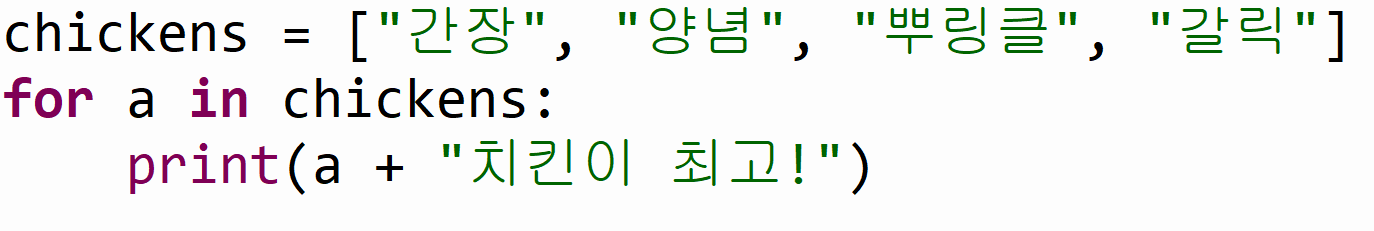 chickens = ["간장", "양념", "뿌링클", "갈릭"]
for a in chickens:
    print(a + "치킨이 최고!")